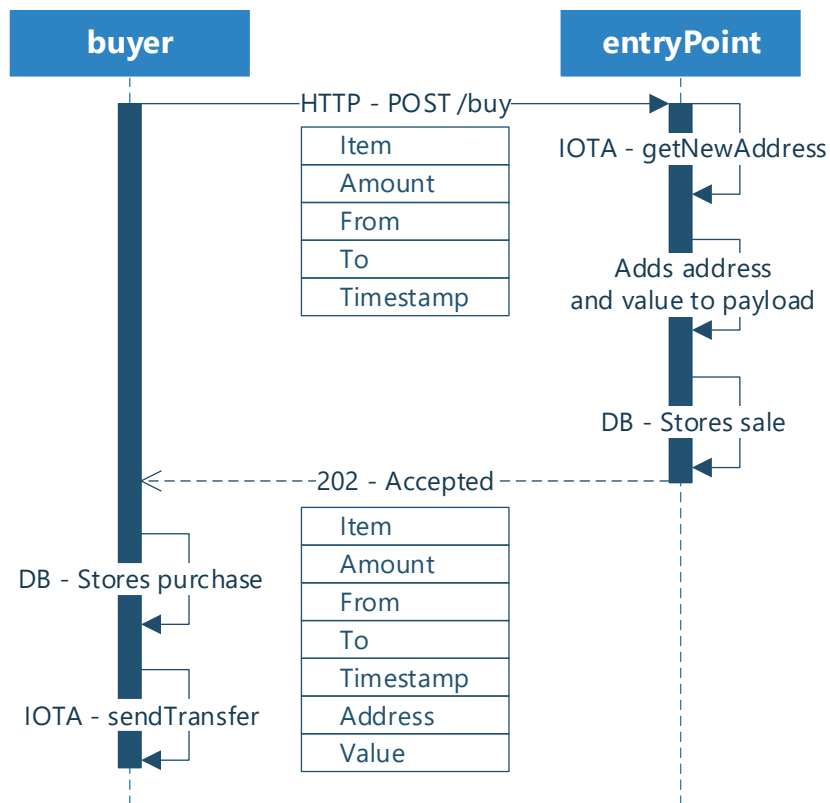 buyer
entryPoint
HTTP - POST /buy
Item
Amount
From
To
Timestamp
IOTA - getNewAddress
Adds address
and value to payload
DB - Stores sale
202 - Accepted
Item
Amount
From
To
Timestamp
Address
Value
DB - Stores purchase
IOTA - sendTransfer